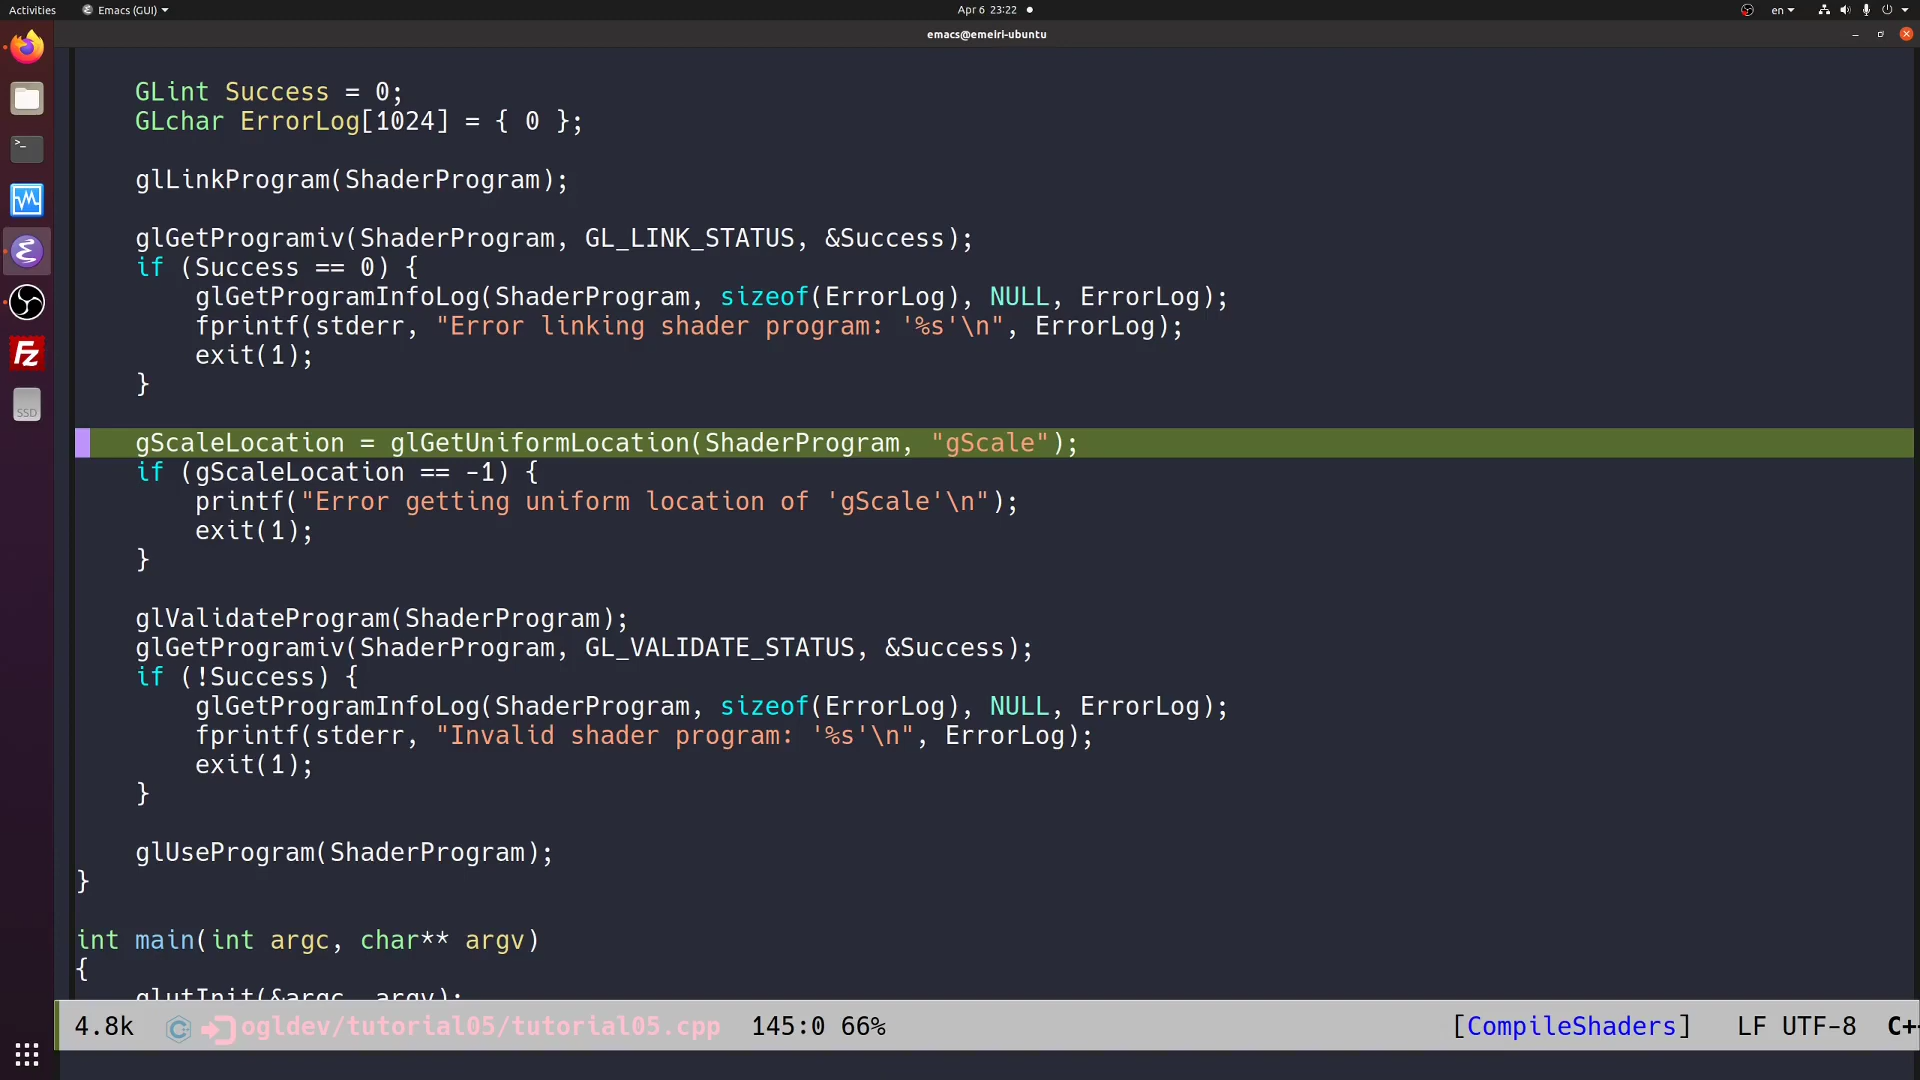 Activities Emacs (GUI) Apr 6 23:22 en
emacs@emeiri-ubuntu
GLint Success = 0;
GLchar ErrorLog[1024] = { 0 };
glLinkProgram(ShaderProgram);
glGetProgramiv(ShaderProgram, GL_LINK_STATUS, &Success);
if (Success == 0) {
glGetProgramInfoLog(ShaderProgram, sizeof(ErrorLog), NULL, ErrorLog);
fprintf(stderr, "Error linking shader program: '%s'\n", ErrorLog);
exit(1);
}
gScaleLocation = glGetUniformLocation(ShaderProgram, "gScale");
if (gScaleLocation == -1) {
printf("Error getting uniform location of 'gScale'\n");
exit(1);
}
glValidateProgram(ShaderProgram);
glGetProgramiv(ShaderProgram, GL_VALIDATE_STATUS, &Success);
if (!Success) {
glGetProgramInfoLog(ShaderProgram, sizeof(ErrorLog), NULL, ErrorLog);
fprintf(stderr, "Invalid shader program: '%s'\n", ErrorLog);
exit(1);
}
glUseProgram(ShaderProgram);
}
int main(int argc, char** argv)
{
glutInit(&argc, argv);
4.8k ogldev/tutorial05/tutorial05.cpp 145:0 66% [CompileShaders] LF UTF-8 C+
SSD